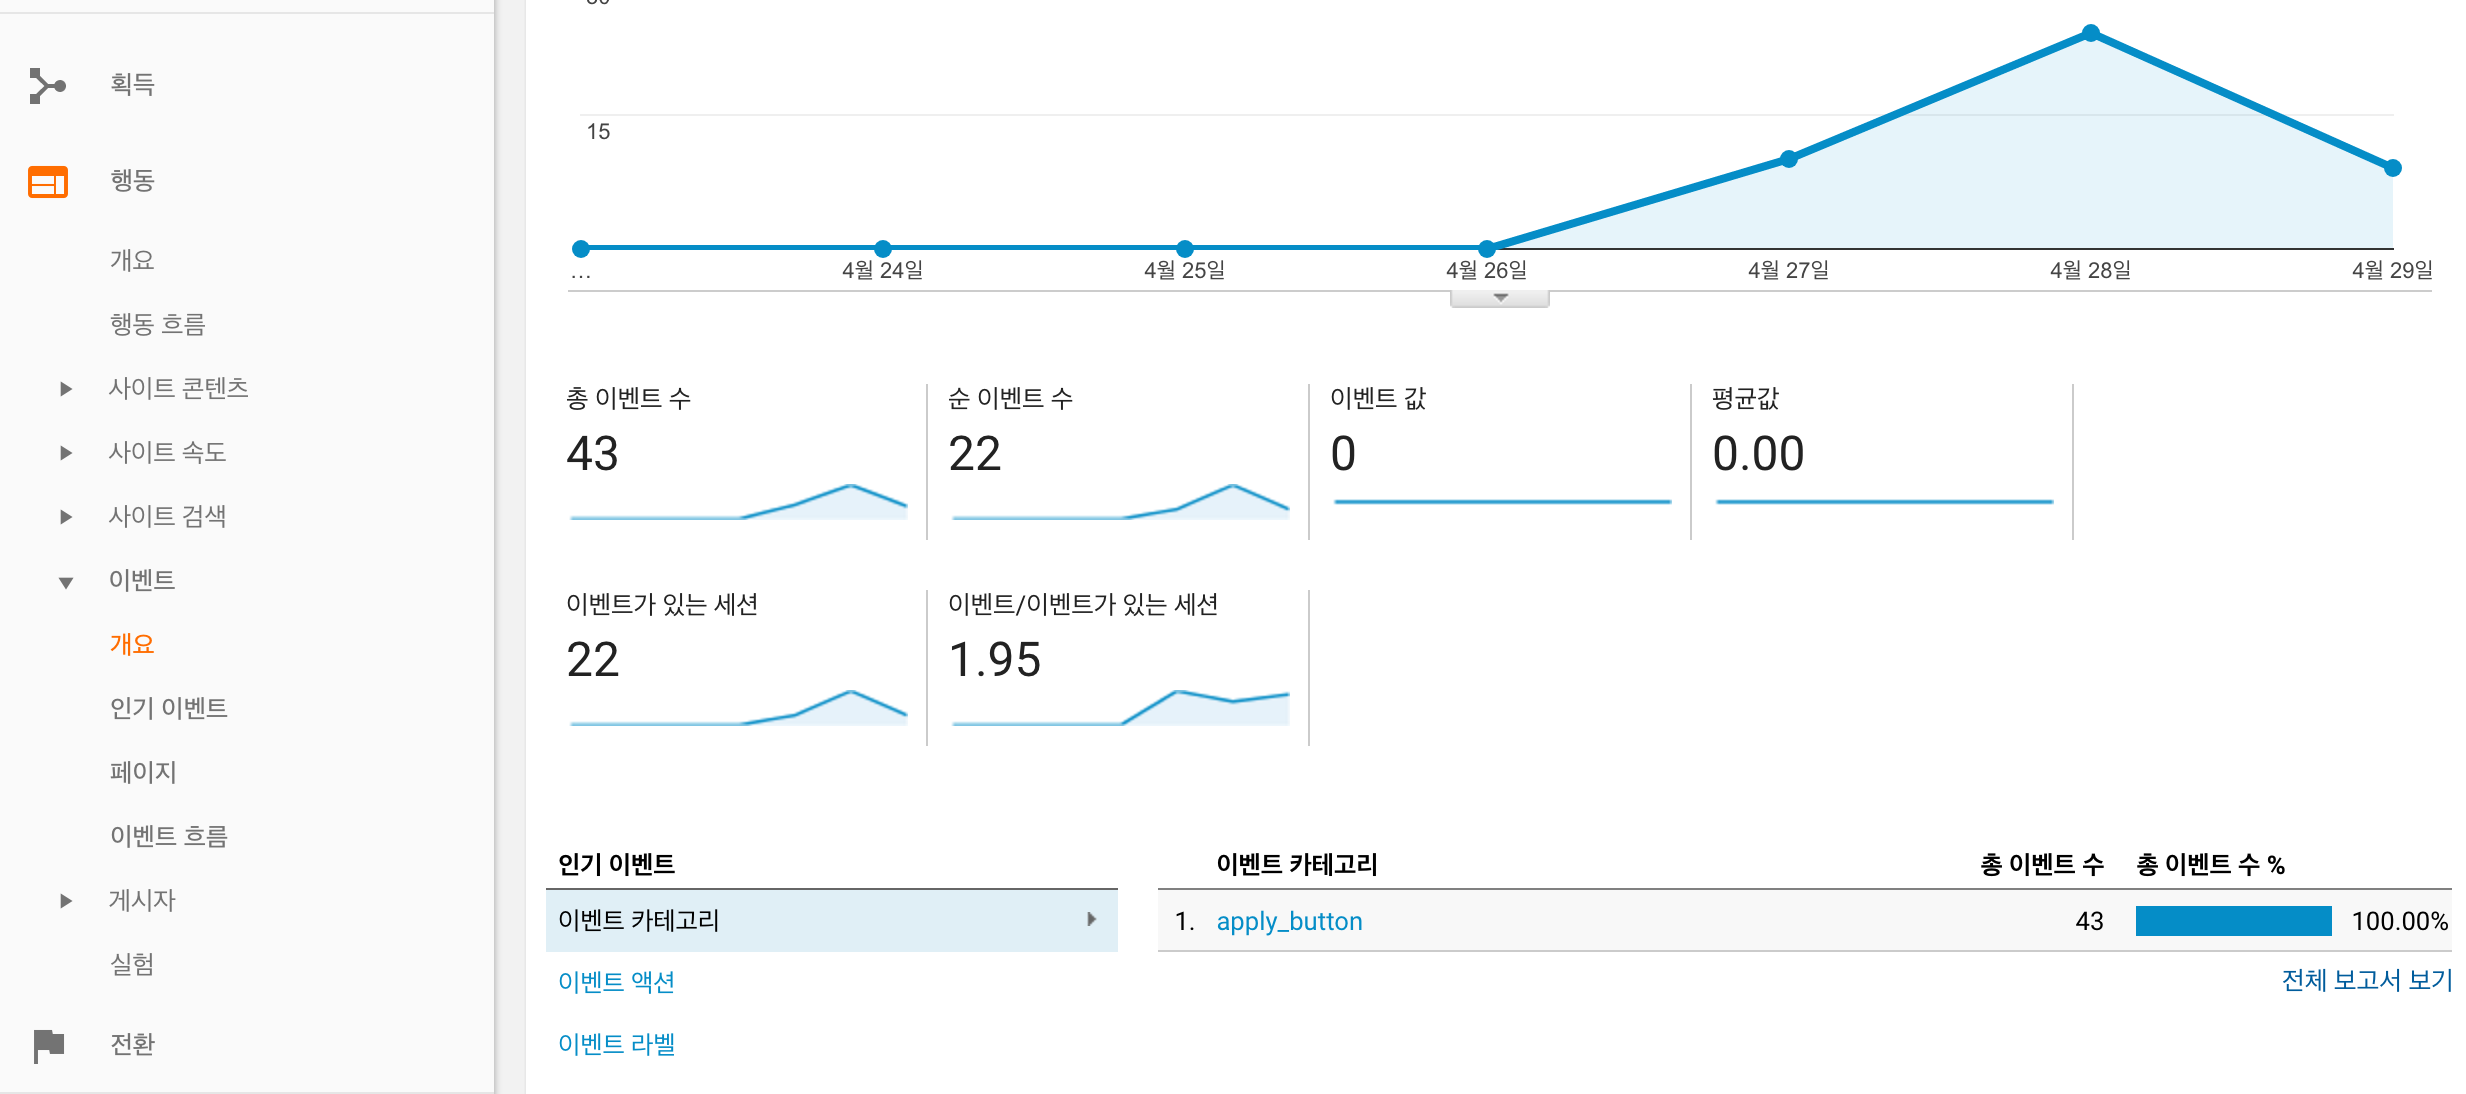 획득
행동
개요
행동 흐름
사이트 콘텐츠
사이트 속도
사이트 검색
이벤트
개요
인기 이벤트
페이지
이벤트 흐름
게시자
실험
전환
15
...
4월 24일
4월 25일
4월 26일
4월 27일
4월 28일
4월 29일
총 이벤트 수
43
순 이벤트 수
22
이벤트 값
0
평균값
0.00
이벤트가 있는 세션
22
이벤트/이벤트가 있는 세션
1.95
인기 이벤트
이벤트 카테고리
이벤트 액션
이벤트 라벨
이벤트 카테고리 총 이벤트 수 총 이벤트 수 %
1. apply_button 43 100.00%
전체 보고서 보기